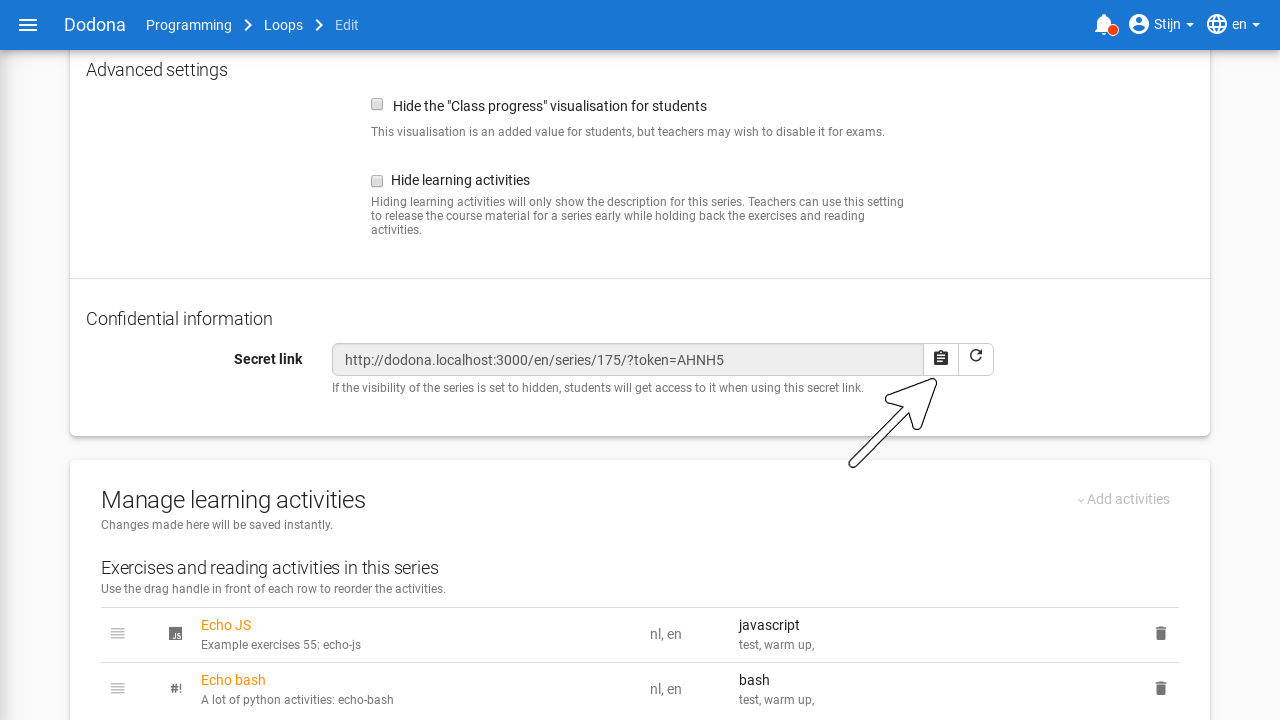 Dodona Programming Loops Edit Stijn en
Advanced settings
Hide the "Class progress" visualisation for students
This visualisation is an added value for students, but teachers may wish to disable it for exams.
Hide learning activities
Hiding learning activities will only show the description for this series. Teachers can use this setting
to release the course material for a series early while holding back the exercises and reading
activities.
Confidential information
Secret link http://dodona.localhost:3000/en/series/175/?token=AHNH5
If the visibility of the series is set to hidden, students will get access to it when using this secret link.
Manage learning activities Add activities
Changes made here will be saved instantly.
Exercises and reading activities in this series
Use the drag handle in front of each row to reorder the activities.
JS Echo JS nl, en javascript
Example exercises 55: echo-js test, warm up,
#! Echo bash nl, en bash
A lot of python activities: echo-bash test, warm up,